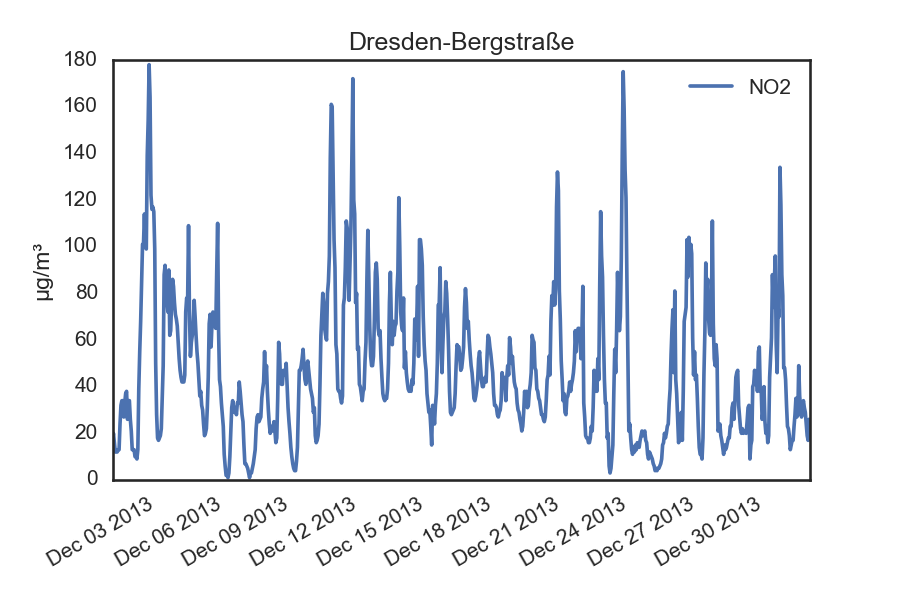 Dresden-Bergstraße
µg/m³
180
160
140
120
100
80
60
40
20
0
NO2
Dec 03 2013
Dec 06 2013
Dec 09 2013
Dec 12 2013
Dec 15 2013
Dec 18 2013
Dec 21 2013
Dec 24 2013
Dec 27 2013
Dec 30 2013